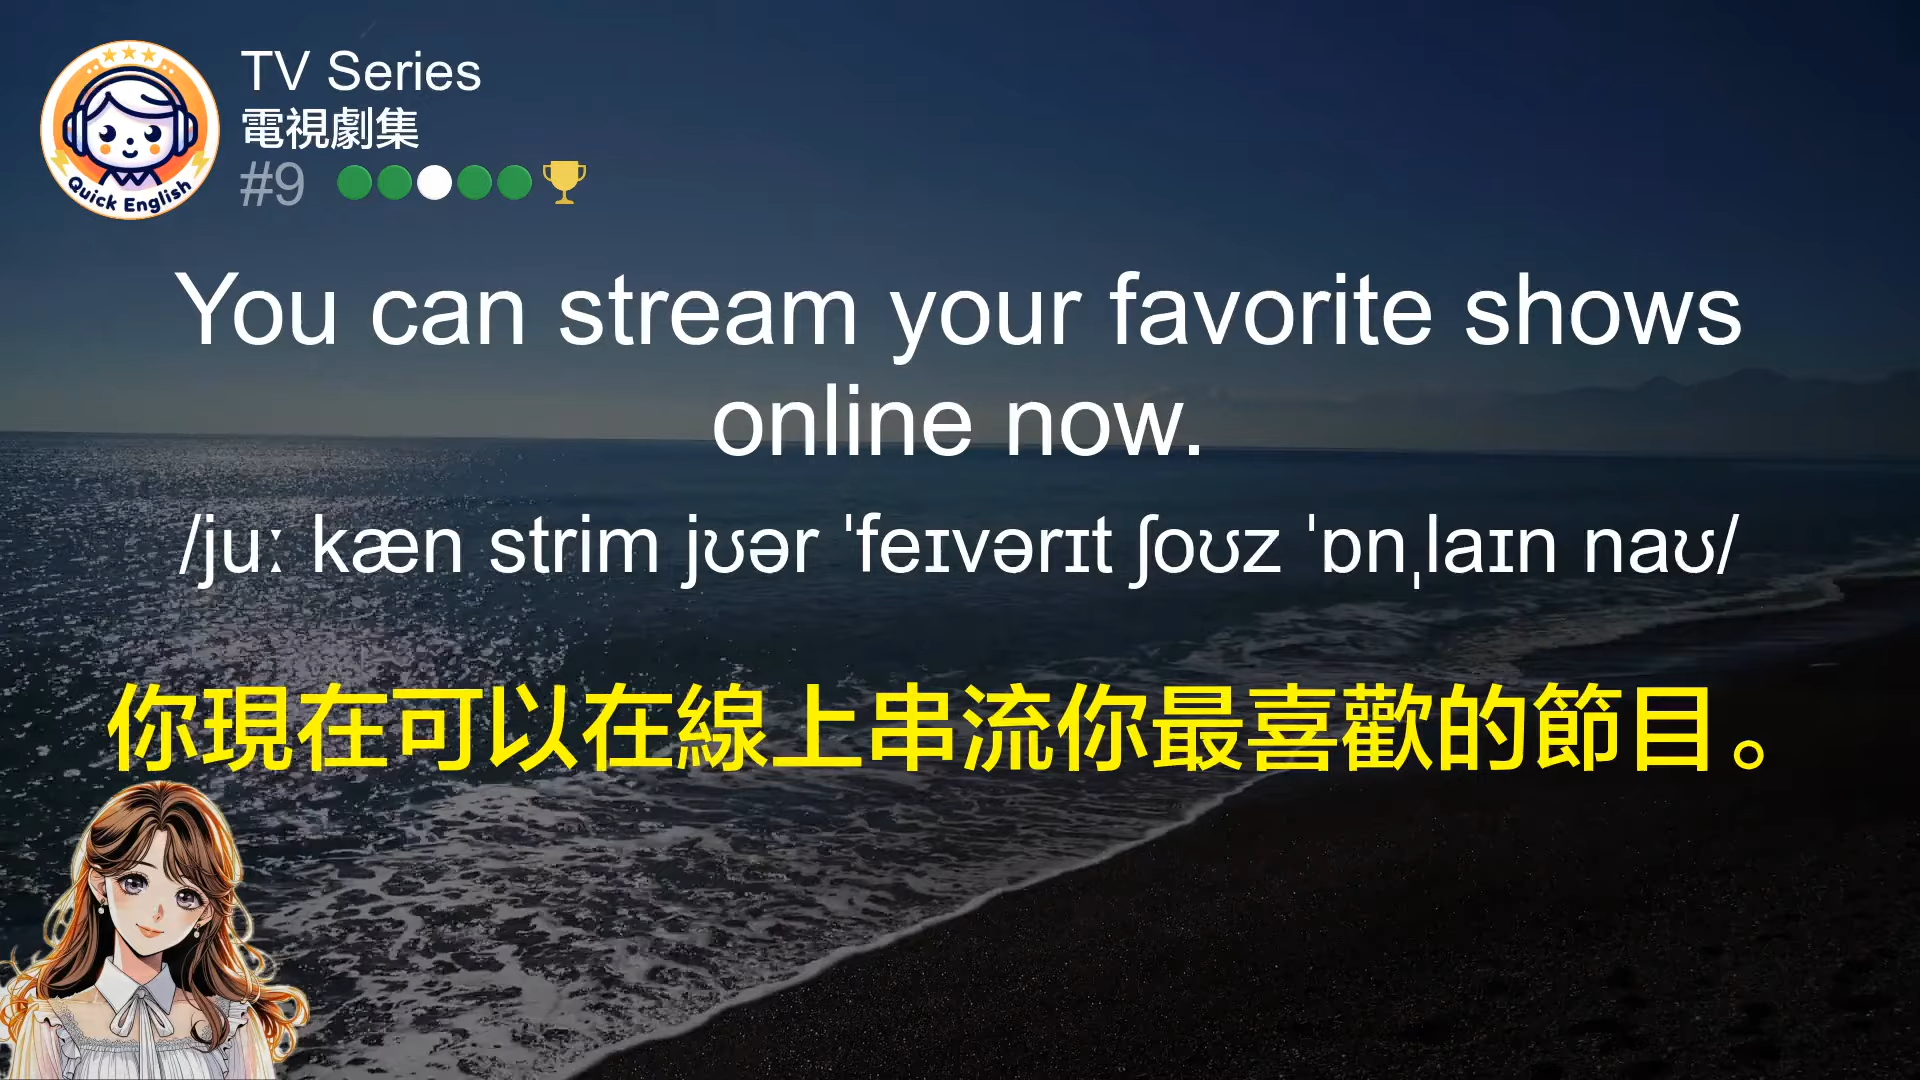 Quick English
TV Series
電視劇集
#9
You can stream your favorite shows
online now.
/juː kæn strim jʊər ˈfeɪvərɪt ʃoʊz ˈɒnˌlaɪn naʊ/
你現在可以在線上串流你最喜歡的節目。